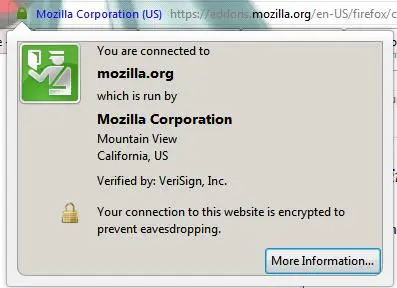 Mozilla Corporation (US) https://addons.mozilla.org/en-US/firefox/c
You are connected to
mozilla.org
which is run by
Mozilla Corporation
Mountain View
California, US
Verified by: VeriSign, Inc.
Your connection to this website is encrypted to
prevent eavesdropping.
More Information...